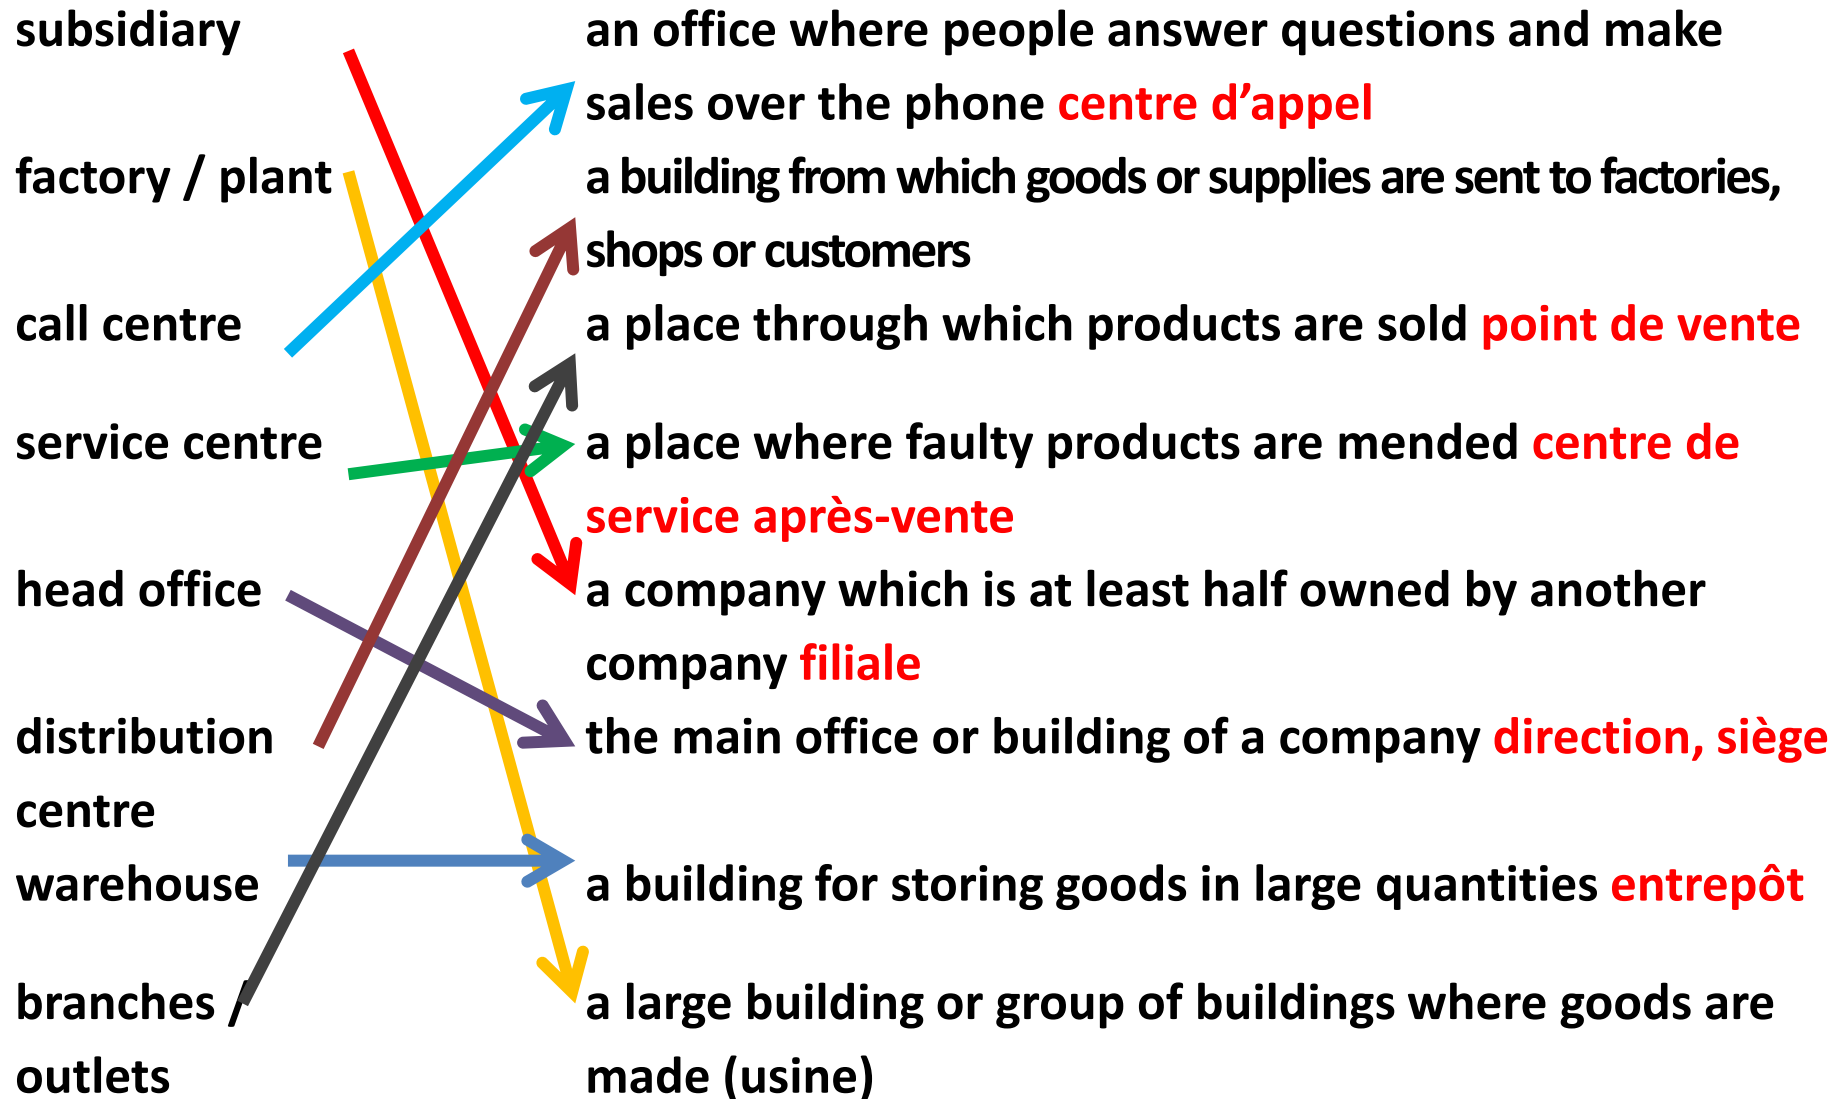 subsidiary
an office where people answer questions and make
sales over the phone centre d’appel
factory / plant
a building from which goods or supplies are sent to factories,
shops or customers
call centre
a place through which products are sold point de vente
service centre
a place where faulty products are mended centre de
service après-vente
head office
a company which is at least half owned by another
company filiale
distribution
centre
the main office or building of a company direction, siège
warehouse
a building for storing goods in large quantities entrepôt
branches /
outlets
a large building or group of buildings where goods are
made (usine)